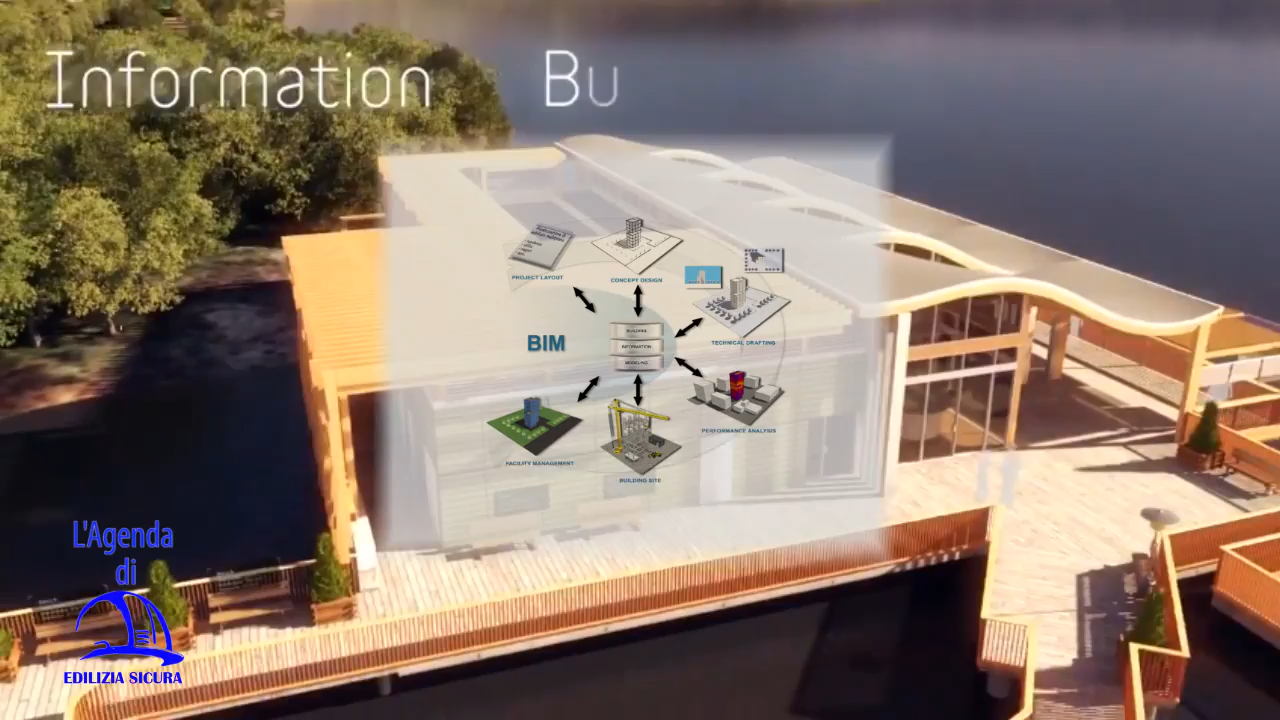 Information Bu
PROJECT LAYOUT
CONCEPT DESIGN
BUILDING
INFORMATION
MODELING
BIM
TECHNICAL DRAFTING
PERFORMANCE ANALYSIS
FACILITY MANAGEMENT
BUILDING SITE
L'Agenda
di
EDILIZIA SICURA